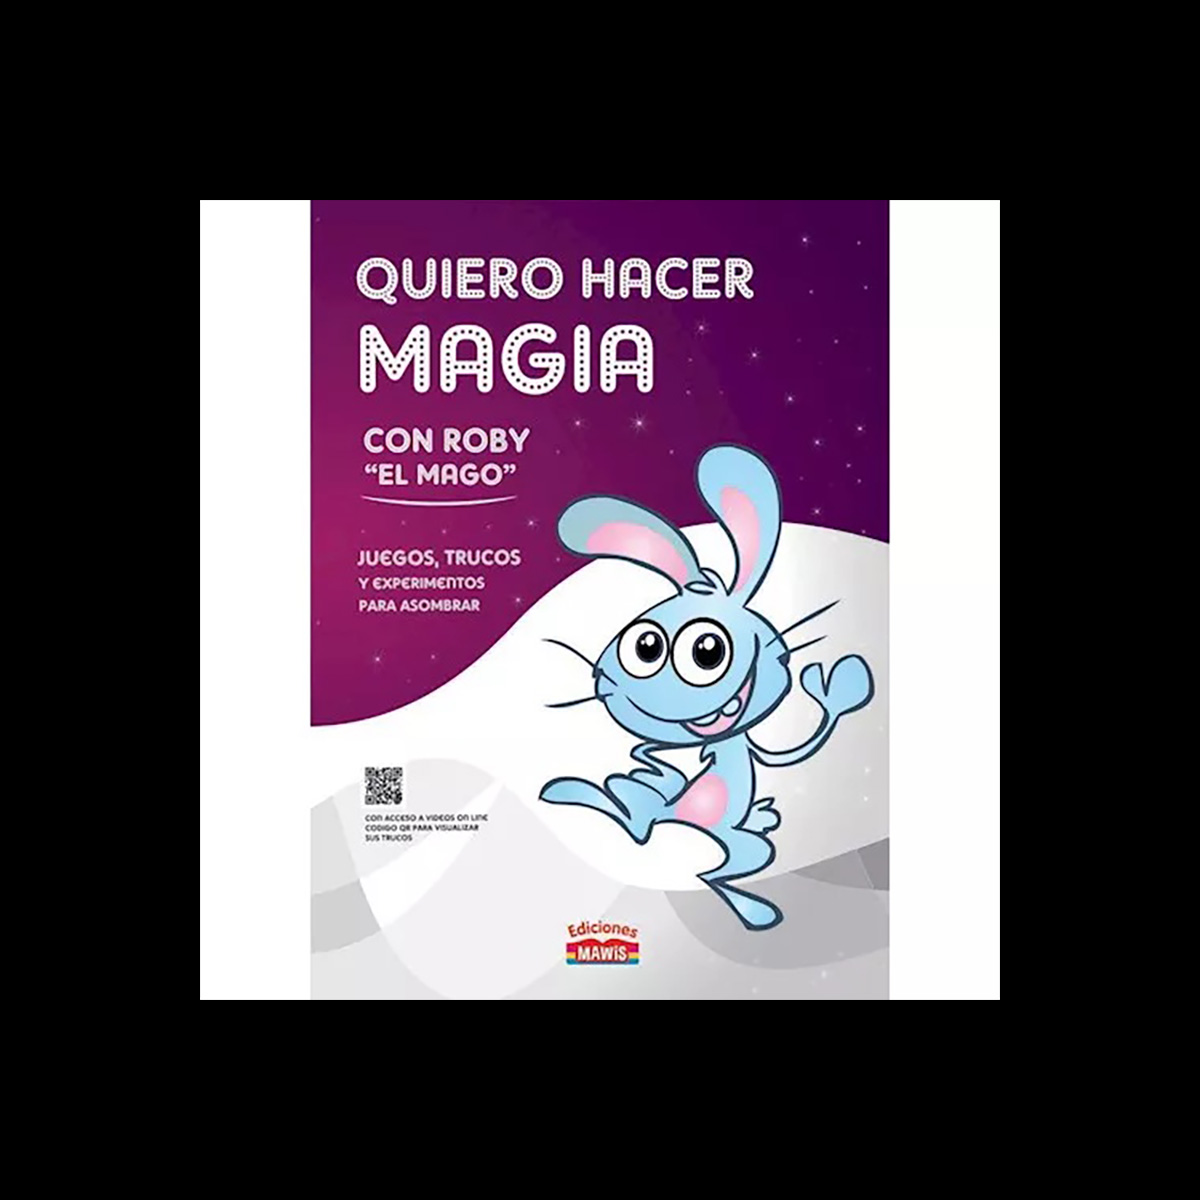 QUIERO HACER
MAGIA
CON ROBY
“EL MAGO”
JUEGOS, TRUCOS
Y EXPERIMENTOS
PARA ASOMBRAR
CON ACCESO A VIDEOS ON LINE
CODIGO QR PARA VISUALIZAR
SUS TRUCOS
Ediciones
MAWIS